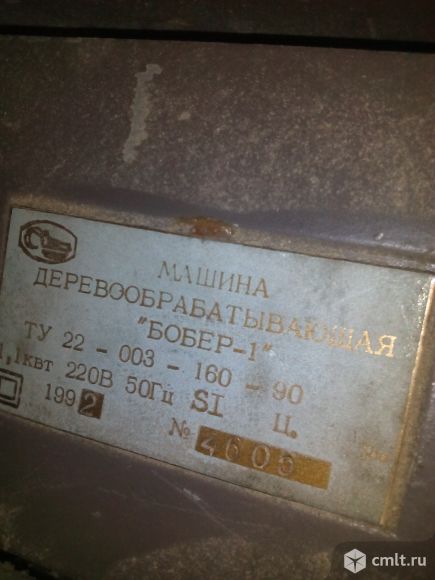 МАШИНА
ДЕРЕВООБРАБАТЫВАЮЩАЯ
"БОБЕР-1"
ТУ 22 - 003 - 160 - 90
1,1квт 220В 50Гц SI Ц.
1992 № 4605
cmlt.ru